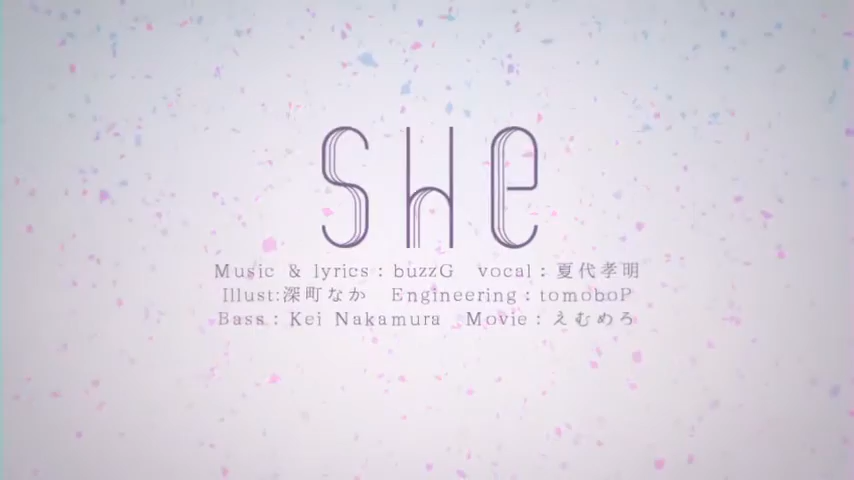 she
Music & lyrics : buzzG vocal : 夏代孝明
Illust:深町なか Engineering : tomoboP
Bass : Kei Nakamura Movie : えむめろ